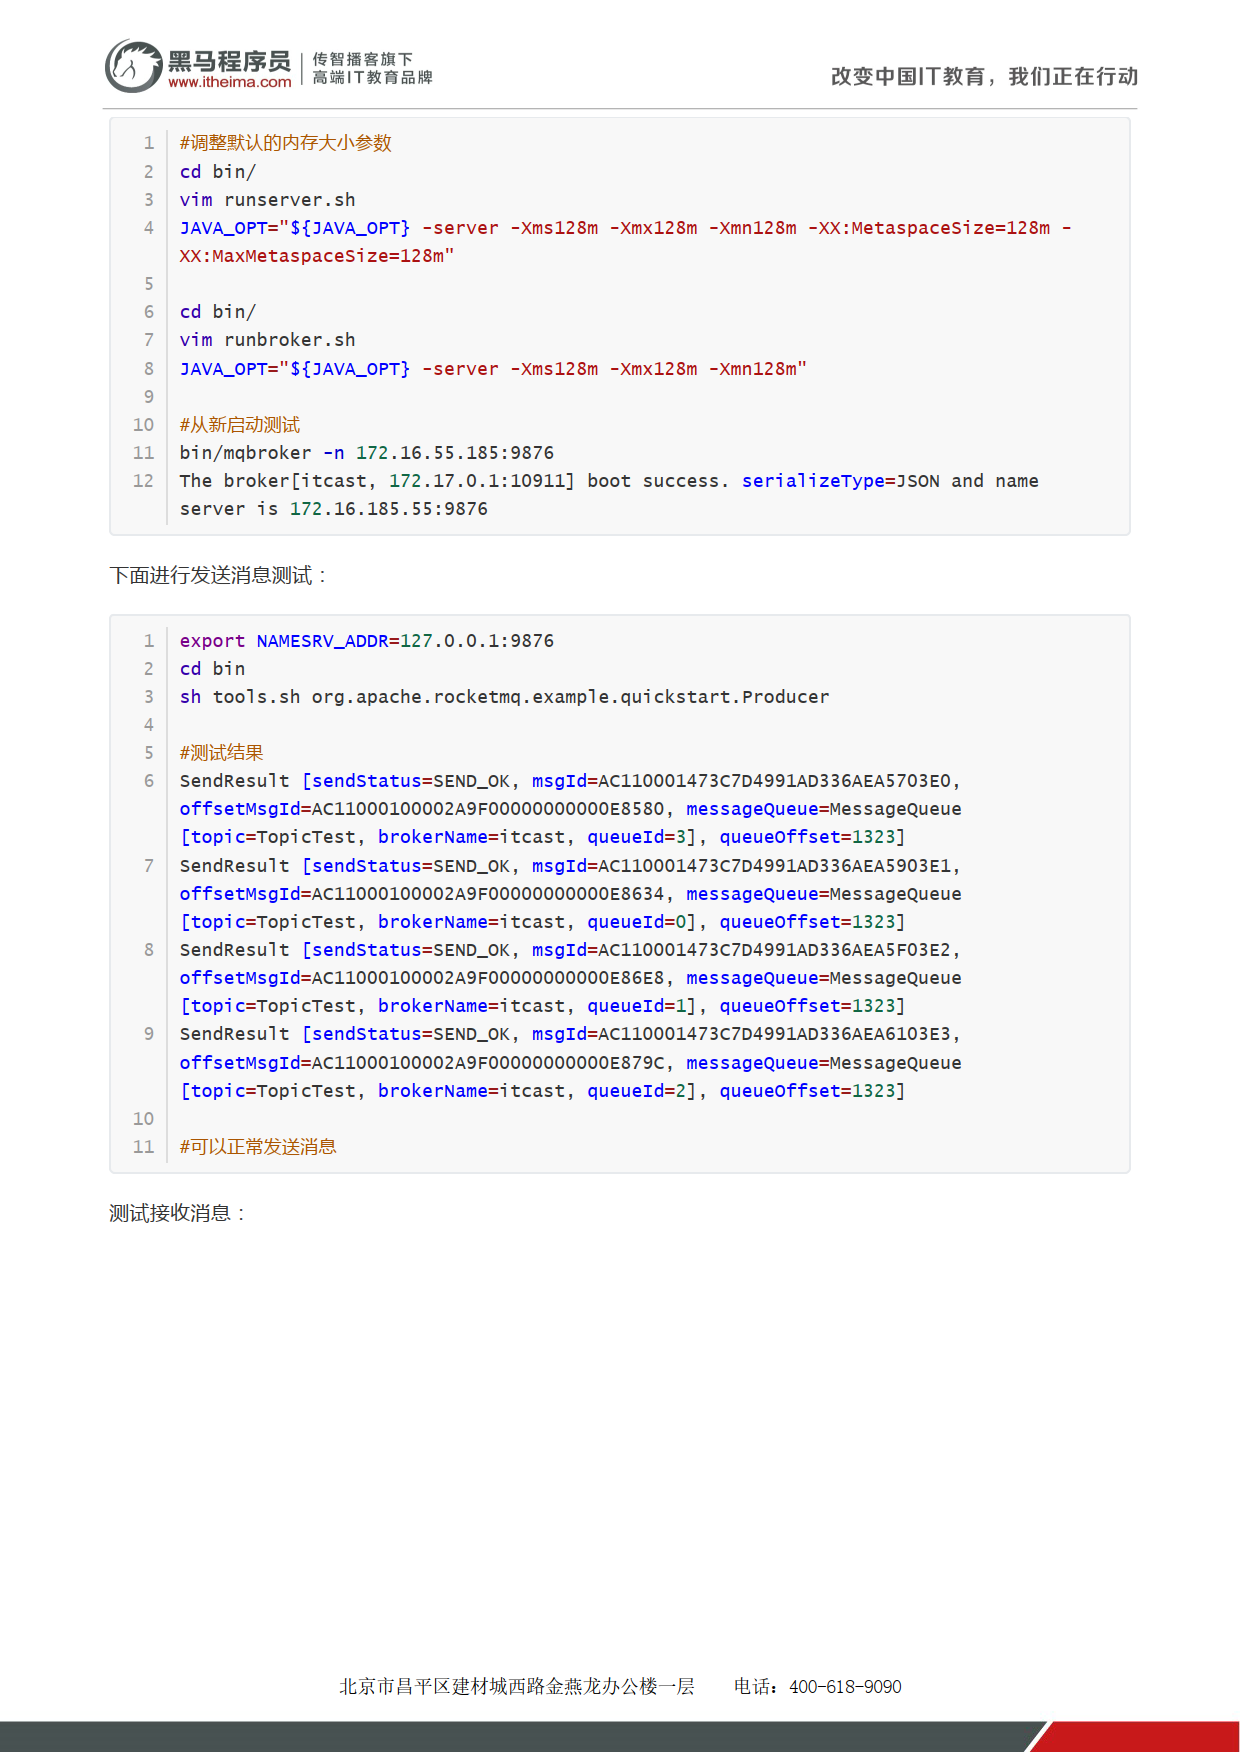 黑马程序员
www.itheima.com
传智播客旗下
高端IT教育品牌
改变中国IT教育，我们正在行动
1 #调整默认的内存大小参数
2 cd bin/
3 vim runserver.sh
4 JAVA_OPT="${JAVA_OPT} -server -Xms128m -Xmx128m -Xmn128m -XX:MetaspaceSize=128m -
XX:MaxMetaspaceSize=128m"
5
6 cd bin/
7 vim runbroker.sh
8 JAVA_OPT="${JAVA_OPT} -server -Xms128m -Xmx128m -Xmn128m"
9
10 #从新启动测试
11 bin/mqbroker -n 172.16.55.185:9876
12 The broker[itcast, 172.17.0.1:10911] boot success. serializeType=JSON and name
server is 172.16.185.55:9876
下面进行发送消息测试：
1 export NAMESRV_ADDR=127.0.0.1:9876
2 cd bin
3 sh tools.sh org.apache.rocketmq.example.quickstart.Producer
4
5 #测试结果
6 SendResult [sendStatus=SEND_OK, msgId=AC110001473C7D4991AD336AEA5703E0,
offsetMsgId=AC11000100002A9F00000000000E8580, messageQueue=MessageQueue
[topic=TopicTest, brokerName=itcast, queueId=3], queueOffset=1323]
7 SendResult [sendStatus=SEND_OK, msgId=AC110001473C7D4991AD336AEA5903E1,
offsetMsgId=AC11000100002A9F00000000000E8634, messageQueue=MessageQueue
[topic=TopicTest, brokerName=itcast, queueId=0], queueOffset=1323]
8 SendResult [sendStatus=SEND_OK, msgId=AC110001473C7D4991AD336AEA5F03E2,
offsetMsgId=AC11000100002A9F00000000000E86E8, messageQueue=MessageQueue
[topic=TopicTest, brokerName=itcast, queueId=1], queueOffset=1323]
9 SendResult [sendStatus=SEND_OK, msgId=AC110001473C7D4991AD336AEA6103E3,
offsetMsgId=AC11000100002A9F00000000000E879C, messageQueue=MessageQueue
[topic=TopicTest, brokerName=itcast, queueId=2], queueOffset=1323]
10
11 #可以正常发送消息
测试接收消息：
北京市昌平区建材城西路金燕龙办公楼一层 电话：400-618-9090